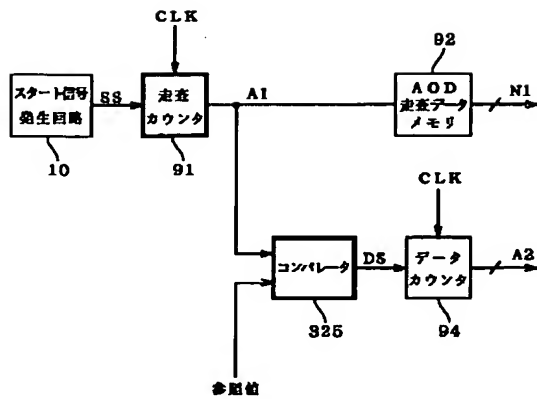 CLK
92
スタート信号
発生回路
SS
走査
カウンタ
A1
AOD
走査データ
メモリ
N1
10
91
CLK
コンパレータ
DS
データ
カウンタ
A2
325
94
参照値